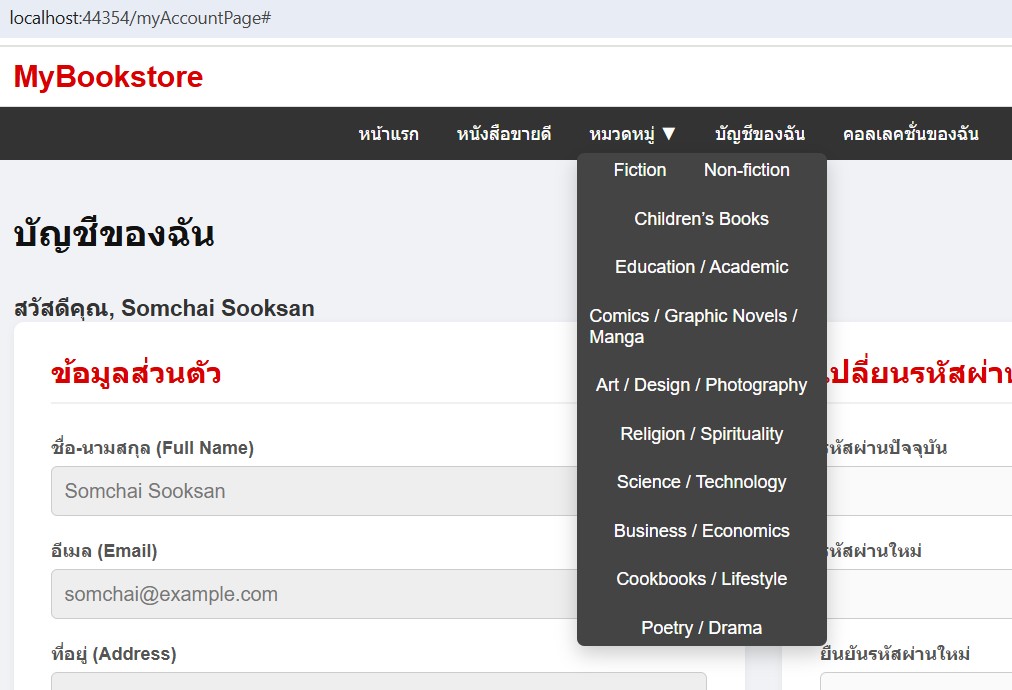 localhost:44354/myAccountPage#
MyBookstore
หน้าแรก หนังสือขายดี หมวดหมู่ ▼ บัญชีของฉัน คอลเลคชั่นของฉัน
Fiction Non-fiction
Children’s Books
Education / Academic
Comics / Graphic Novels /
Manga
Art / Design / Photography
Religion / Spirituality
Science / Technology
Business / Economics
Cookbooks / Lifestyle
Poetry / Drama
บัญชีของฉัน
สวัสดีคุณ, Somchai Sooksan
ข้อมูลส่วนตัว
ชื่อ-นามสกุล (Full Name)
Somchai Sooksan
อีเมล (Email)
somchai@example.com
ที่อยู่ (Address)
เปลี่ยนรหัสผ่าน
รหัสผ่านปัจจุบัน
รหัสผ่านใหม่
ยืนยันรหัสผ่านใหม่